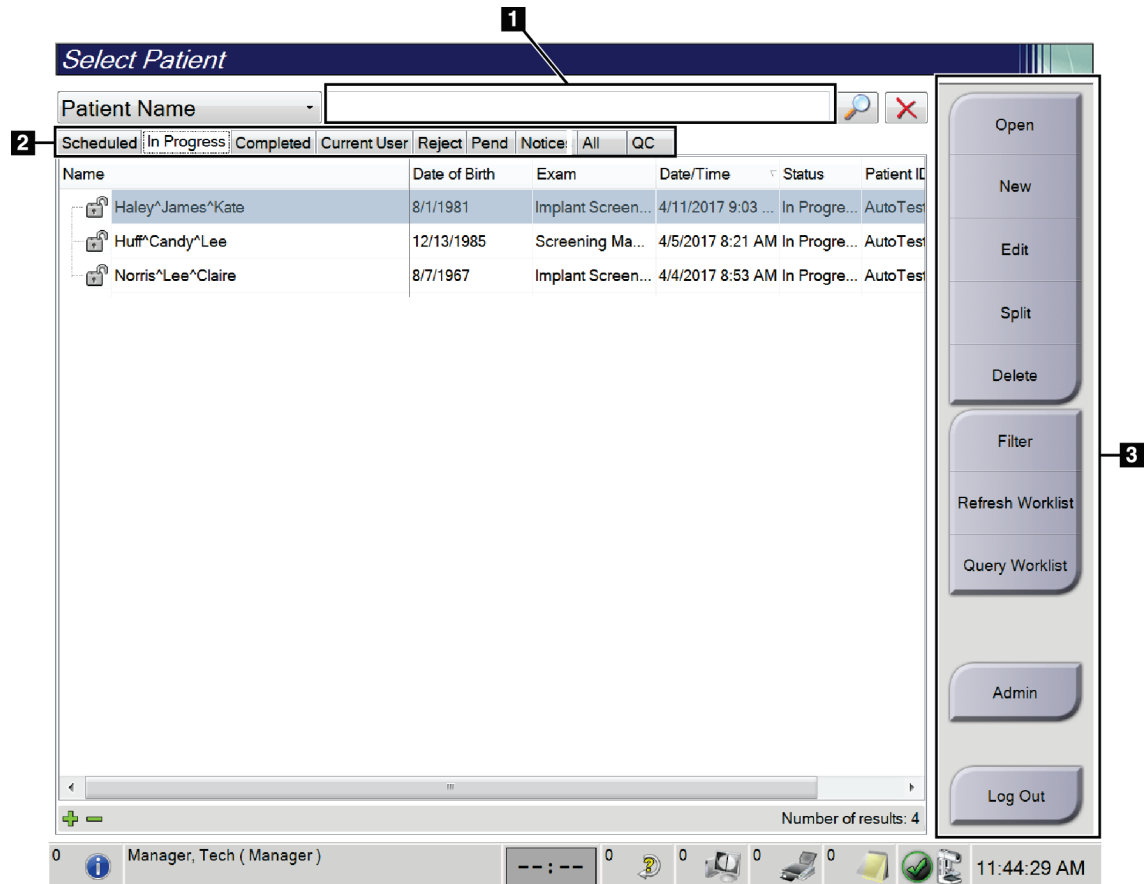 1
Select Patient
Patient Name
2
Scheduled In Progress Completed Current User Reject Pend Notice: All QC
Name Date of Birth Exam Date/Time Status Patient ID
Haley^James^Kate 8/1/1981 Implant Screen... 4/11/2017 9:03 ... In Progre... AutoTest
Huff^Candy^Lee 12/13/1985 Screening Ma... 4/5/2017 8:21 AM In Progre... AutoTest
Norris^Lee^Claire 8/7/1967 Implant Screen... 4/4/2017 8:53 AM In Progre... AutoTest
Open
New
Edit
Split
Delete
Filter
3
Refresh Worklist
Query Worklist
Admin
Log Out
Number of results: 4
0 Manager, Tech ( Manager ) --:-- 0 0 0 0 11:44:29 AM